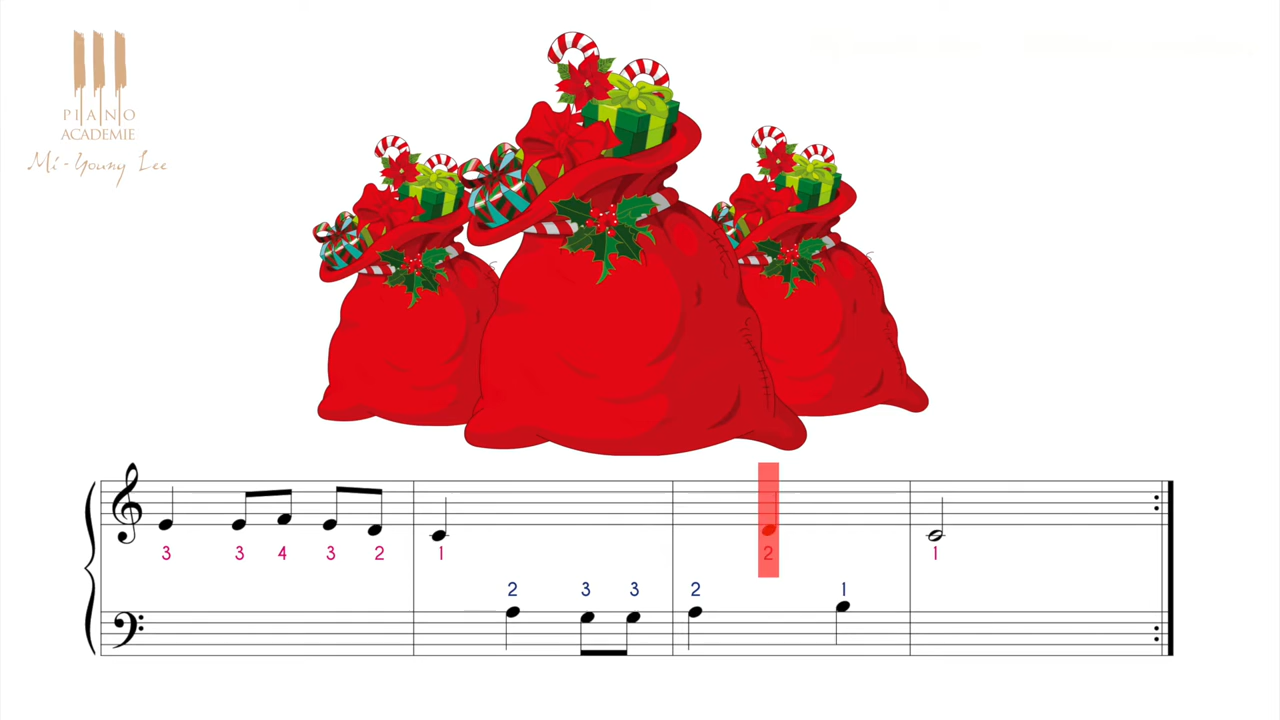 PIANO
ACADEMIE
Mi-Young Lee
3 3 4 3 2 1 2 1
2 3 3 2 1